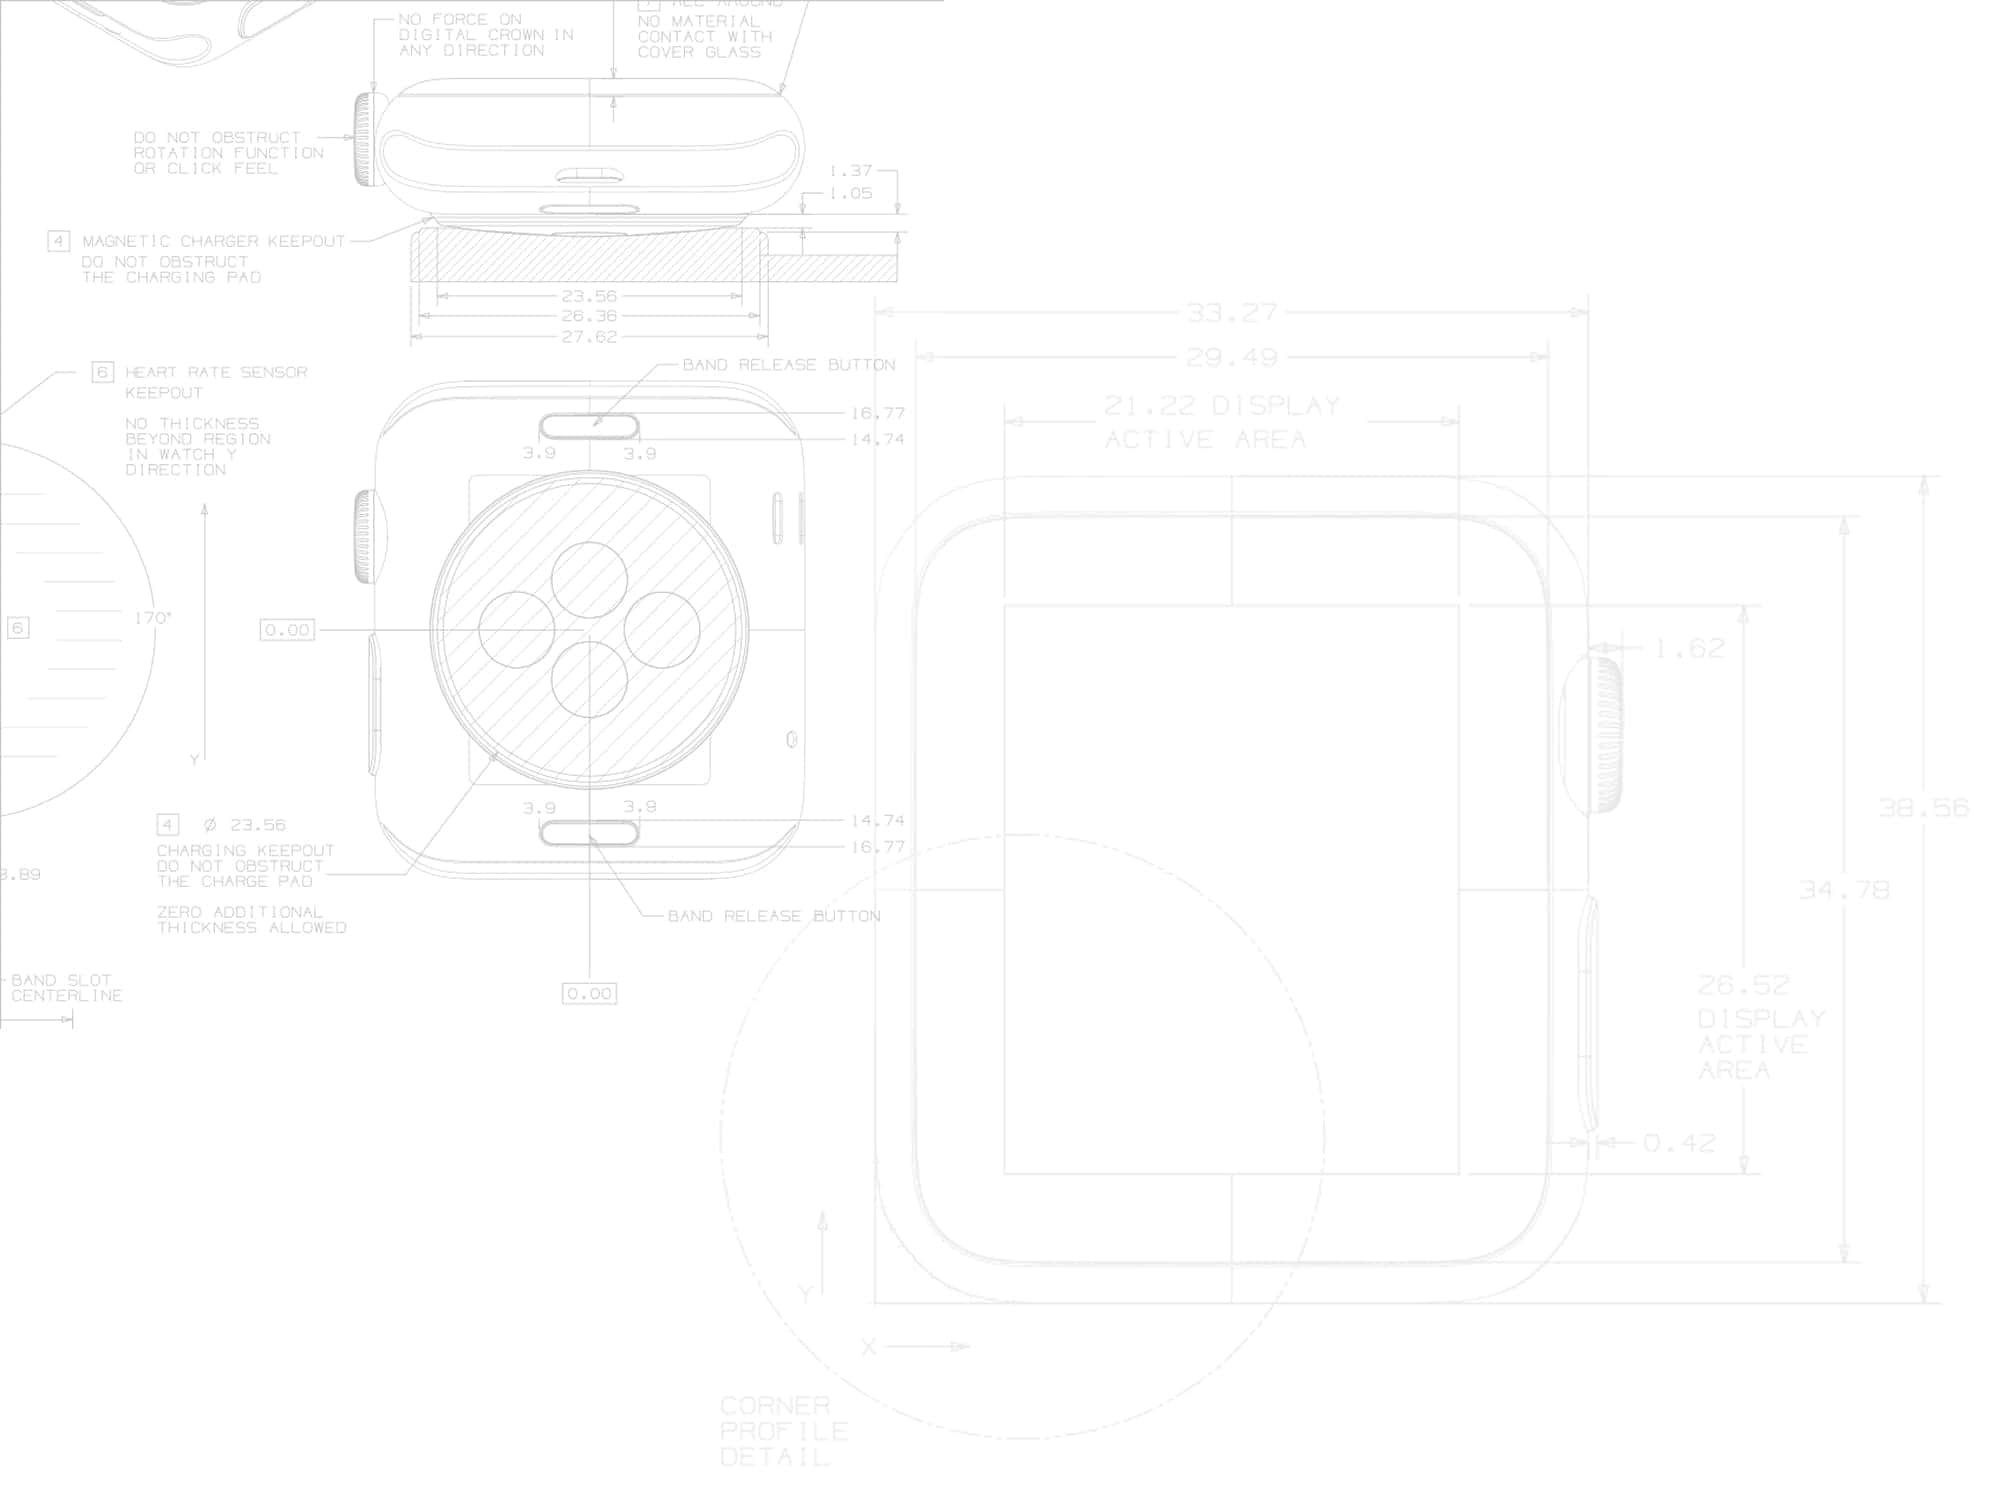 NO FORCE ON
DIGITAL CROWN IN
ANY DIRECTION
7 ALL AROUND
NO MATERIAL
CONTACT WITH
COVER GLASS
DO NOT OBSTRUCT
ROTATION FUNCTION
OR CLICK FEEL
1.37
1.05
4 MAGNETIC CHARGER KEEPOUT
DO NOT OBSTRUCT
THE CHARGING PAD
23.56
26.36
27.62
33.27
29.49
21.22 DISPLAY
ACTIVE AREA
6 HEART RATE SENSOR
KEEPOUT
NO THICKNESS
BEYOND REGION
IN WATCH Y
DIRECTION
BAND RELEASE BUTTON
16.77
14.74
3.9
3.9
170°
6
Y
0.00
1.62
38.56
34.78
3.9
3.9
14.74
16.77
4 Ø 23.56
CHARGING KEEPOUT
DO NOT OBSTRUCT
THE CHARGE PAD
ZERO ADDITIONAL
THICKNESS ALLOWED
BAND RELEASE BUTTON
.89
BAND SLOT
CENTERLINE
0.00
26.52
DISPLAY
ACTIVE
AREA
0.42
Y
X
CORNER
PROFILE
DETAIL